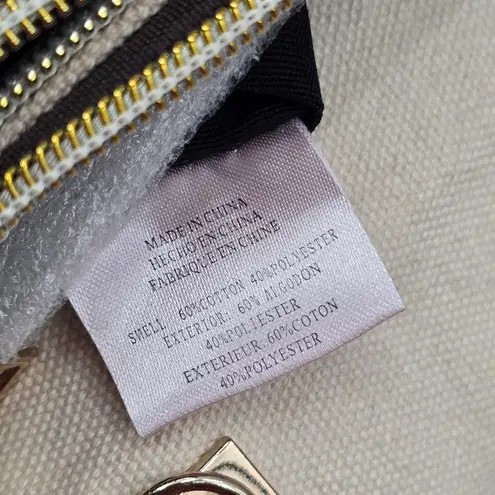 MADE IN CHINA
HECHO EN CHINA
FABRIQUE EN CHINE
SHELL: 60%COTTON 40%POLYESTER
EXTERIOR: 60% ALGODON
40%POLIESTER
EXTERIEUR:60%COTON
40%POLYESTER